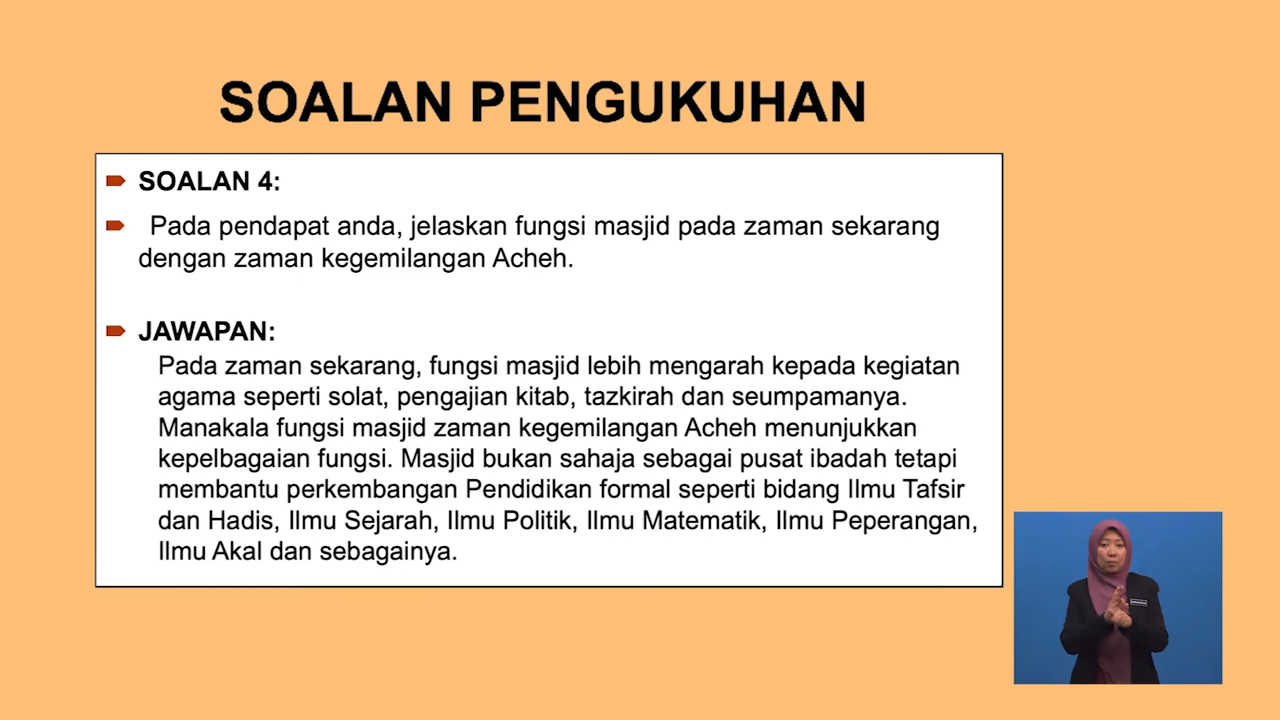 SOALAN PENGUKUHAN
SOALAN 4:
Pada pendapat anda, jelaskan fungsi masjid pada zaman sekarang
dengan zaman kegemilangan Acheh.
JAWAPAN:
Pada zaman sekarang, fungsi masjid lebih mengarah kepada kegiatan
agama seperti solat, pengajian kitab, tazkirah dan seumpamanya.
Manakala fungsi masjid zaman kegemilangan Acheh menunjukkan
kepelbagaian fungsi. Masjid bukan sahaja sebagai pusat ibadah tetapi
membantu perkembangan Pendidikan formal seperti bidang Ilmu Tafsir
dan Hadis, Ilmu Sejarah, Ilmu Politik, Ilmu Matematik, Ilmu Peperangan,
Ilmu Akal dan sebagainya.